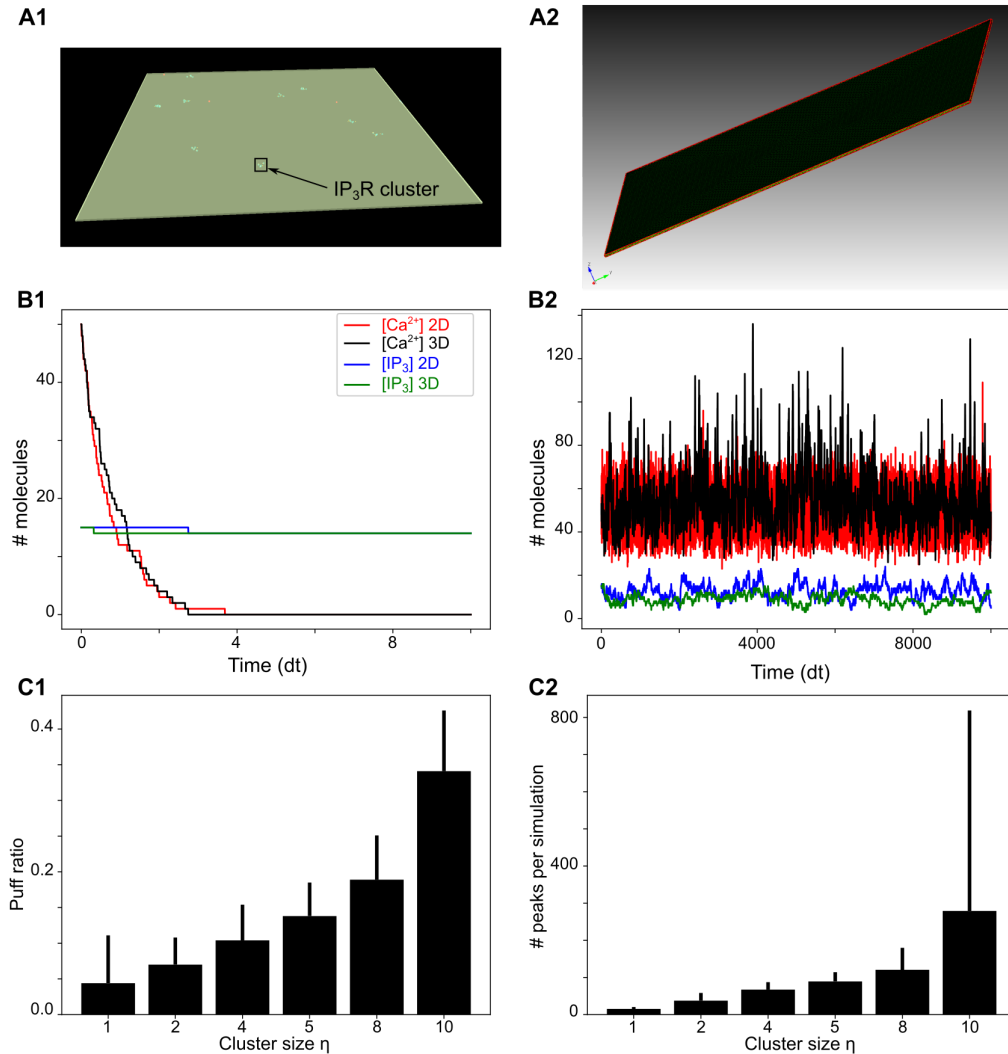 A1
A2
IP₃R cluster
Z
Y
B1
B2
[Ca²⁺] 2D
[Ca²⁺] 3D
[IP₃] 2D
[IP₃] 3D
# molecules
40
20
0
0
4
8
Time (dt)
# molecules
120
80
40
0
0
4000
8000
Time (dt)
C1
C2
Puff ratio
0.4
0.2
0.0
1
2
4
5
8
10
Cluster size η
# peaks per simulation
800
400
0
1
2
4
5
8
10
Cluster size η